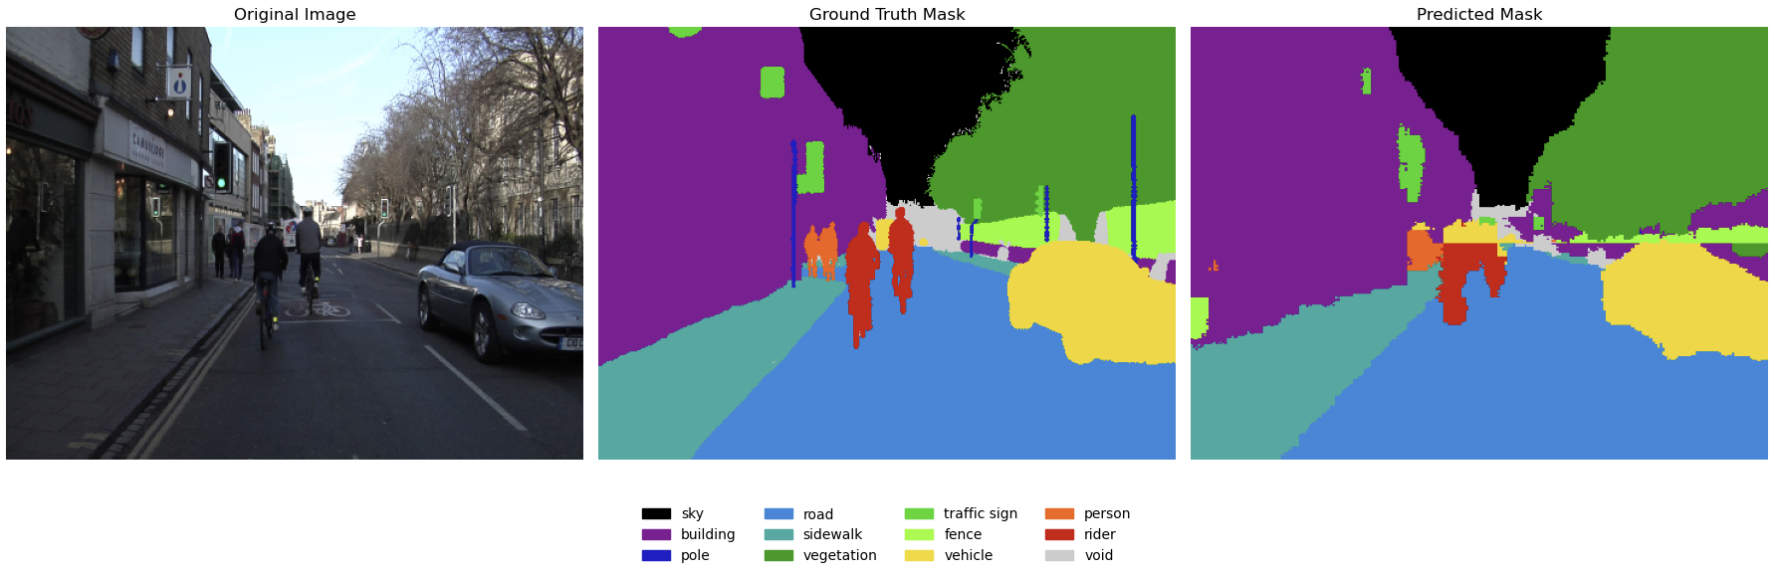 Original Image
Ground Truth Mask
Predicted Mask
CAMBRIDGE
sky
road
traffic sign
person
building
sidewalk
fence
rider
pole
vegetation
vehicle
void